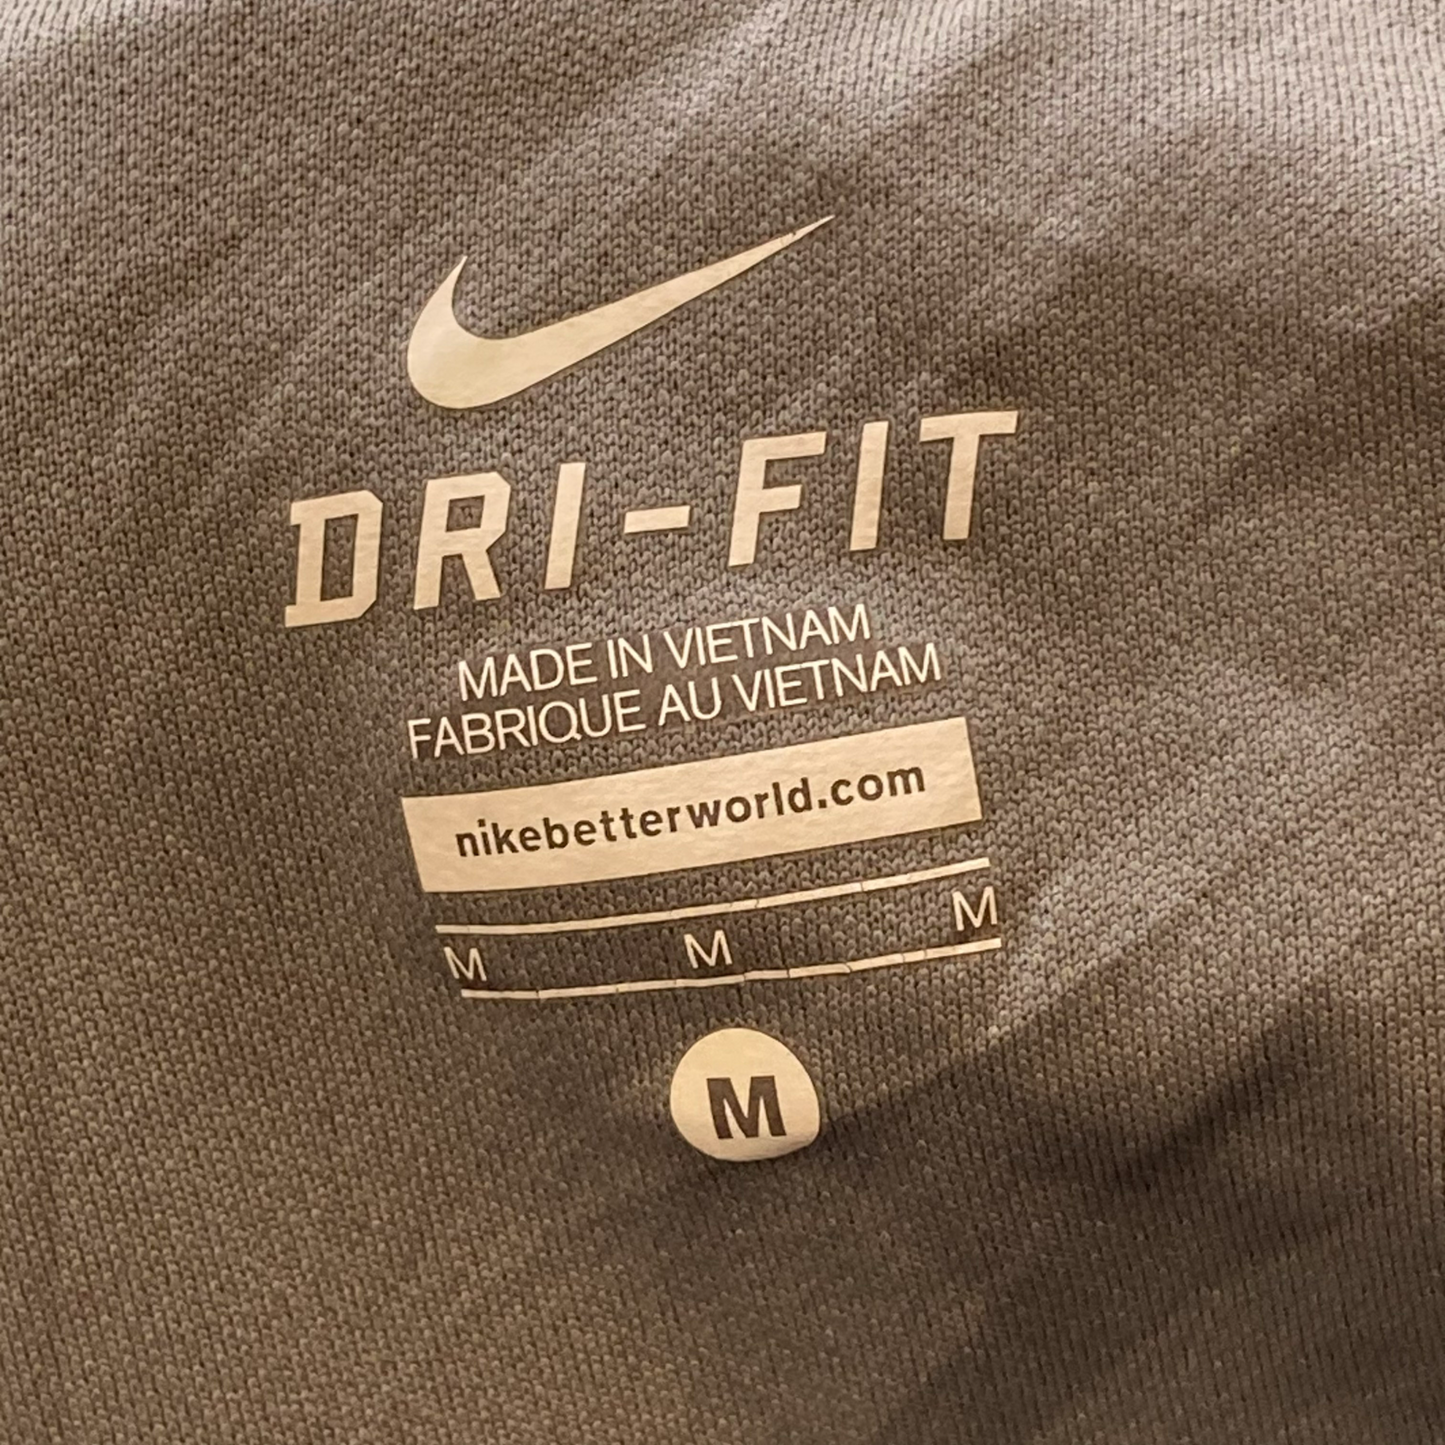 DRI-FIT
MADE IN VIETNAM
FABRIQUE AU VIETNAM
nikebetterworld.com
M M M
M